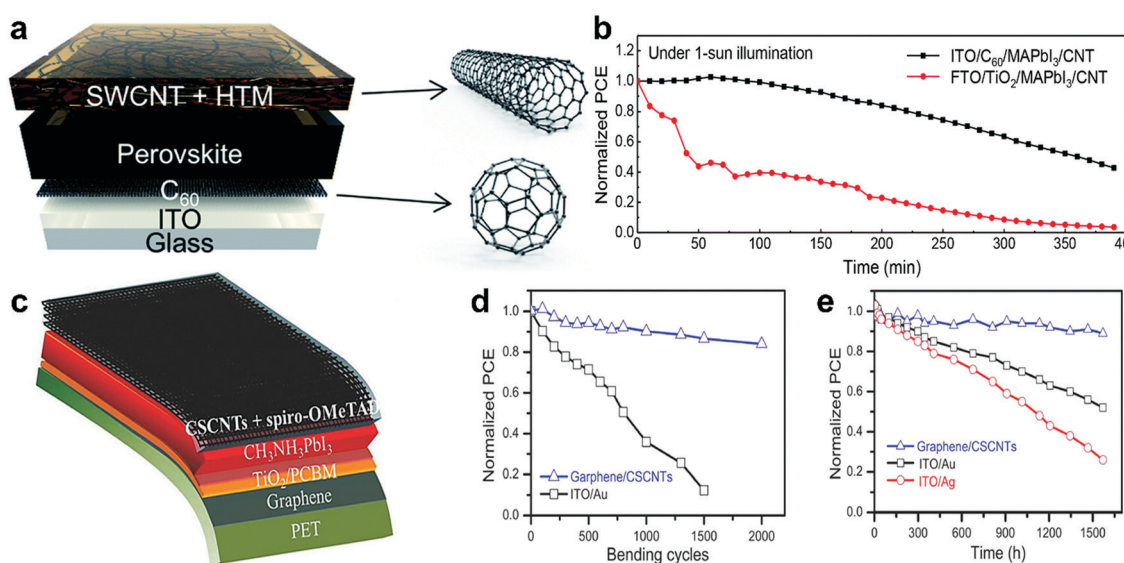 a
SWCNT + HTM
Perovskite
C60
ITO
Glass
b
Under 1-sun illumination
ITO/C60/MAPbI3/CNT
FTO/TiO2/MAPbI3/CNT
Normalized PCE
1.2
1.0
0.8
0.6
0.4
0.2
0.0
0 50 100 150 200 250 300 350 40
Time (min)
c
CSCNTs + spiro-OMeTAD
CH3NH3PbI3
TiO2/PCBM
Graphene
PET
d
Normalized PCE
1.0
0.8
0.6
0.4
0.2
0.0
Garphene/CSCNTs
ITO/Au
0 500 1000 1500 2000
Bending cycles
e
Normalized PCE
1.0
0.8
0.6
0.4
0.2
0.0
Graphene/CSCNTs
ITO/Au
ITO/Ag
0 300 600 900 1200 1500
Time (h)